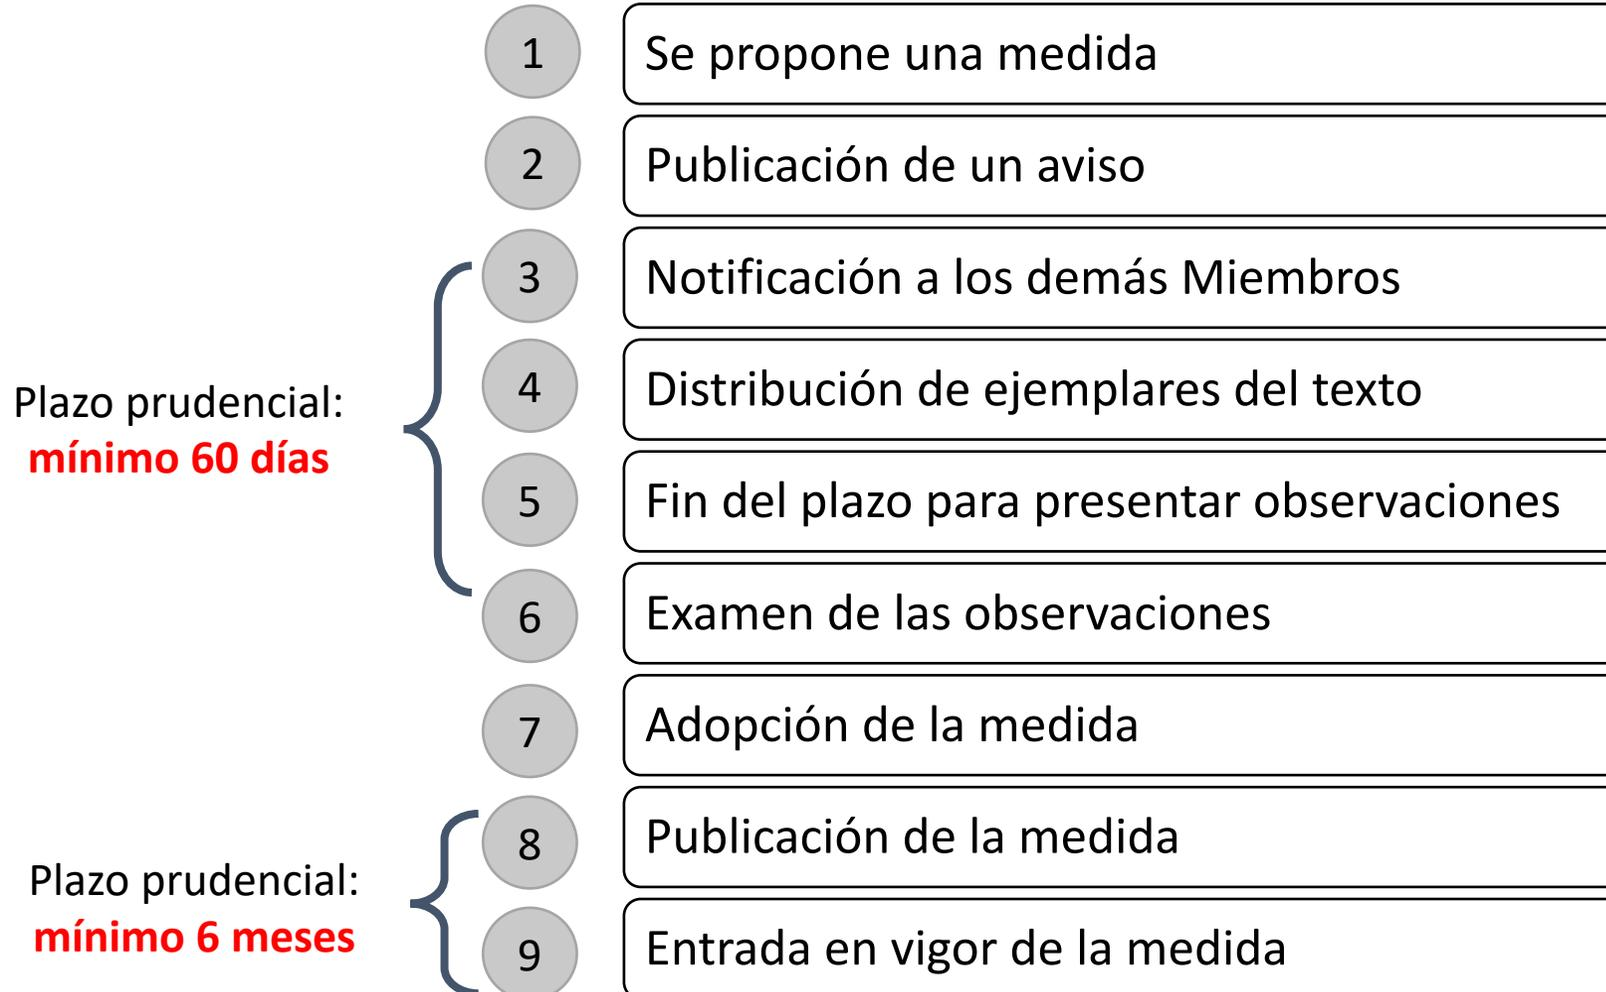 1
Se propone una medida
2
Publicación de un aviso
3
Notificación a los demás Miembros
4
Distribución de ejemplares del texto
Plazo prudencial:
mínimo 60 días
5
Fin del plazo para presentar observaciones
6
Examen de las observaciones
7
Adopción de la medida
8
Publicación de la medida
Plazo prudencial:
mínimo 6 meses
9
Entrada en vigor de la medida